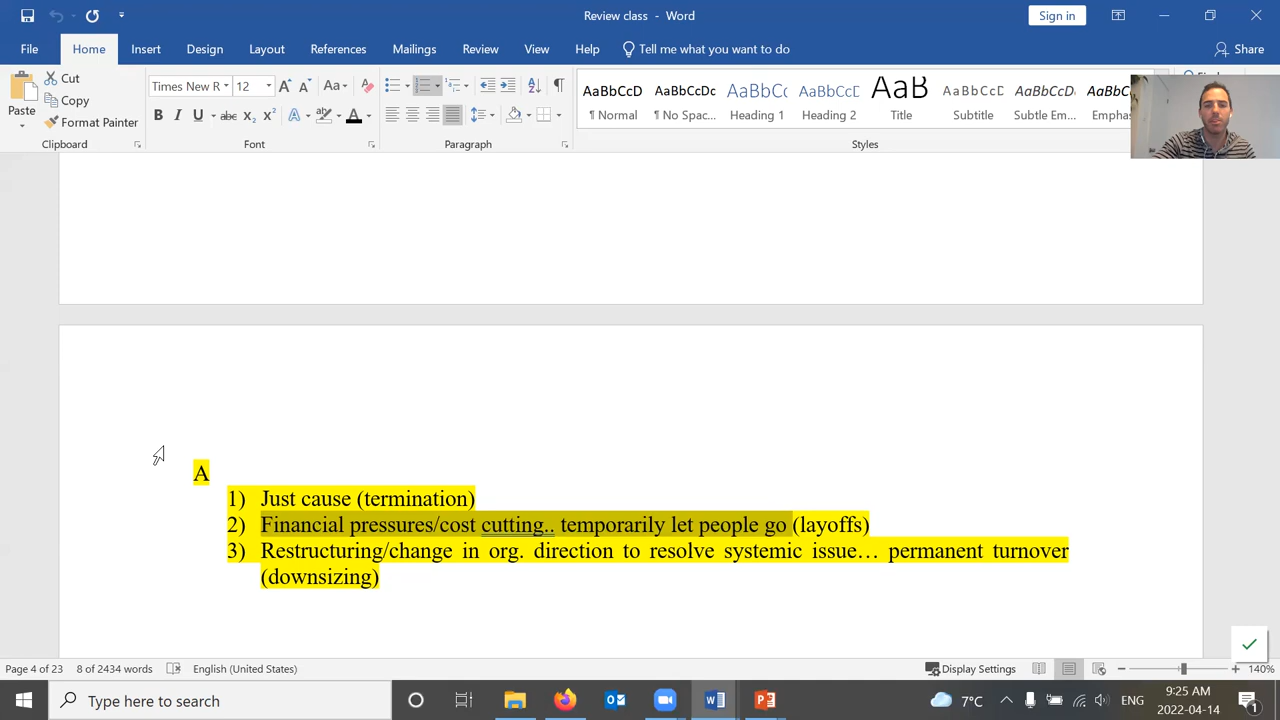 Review class - Word
Sign in
File Home Insert Design Layout References Mailings Review View Help Tell me what you want to do Share
Paste
Cut
Copy
Format Painter
Clipboard
Times New R 12
Font
Paragraph
AaBbCcD AaBbCcDc AaBbCc AaBbCcD AaB AaBbCcD AaBbCcD
¶ Normal ¶ No Spac... Heading 1 Heading 2 Title Subtitle Subtle Em...
Styles
A
1) Just cause (termination)
2) Financial pressures/cost cutting.. temporarily let people go (layoffs)
3) Restructuring/change in org. direction to resolve systemic issue… permanent turnover
(downsizing)
Page 4 of 23 8 of 2434 words English (United States) Display Settings 140%
Type here to search 7°C ENG 9:25 AM
2022-04-14 1